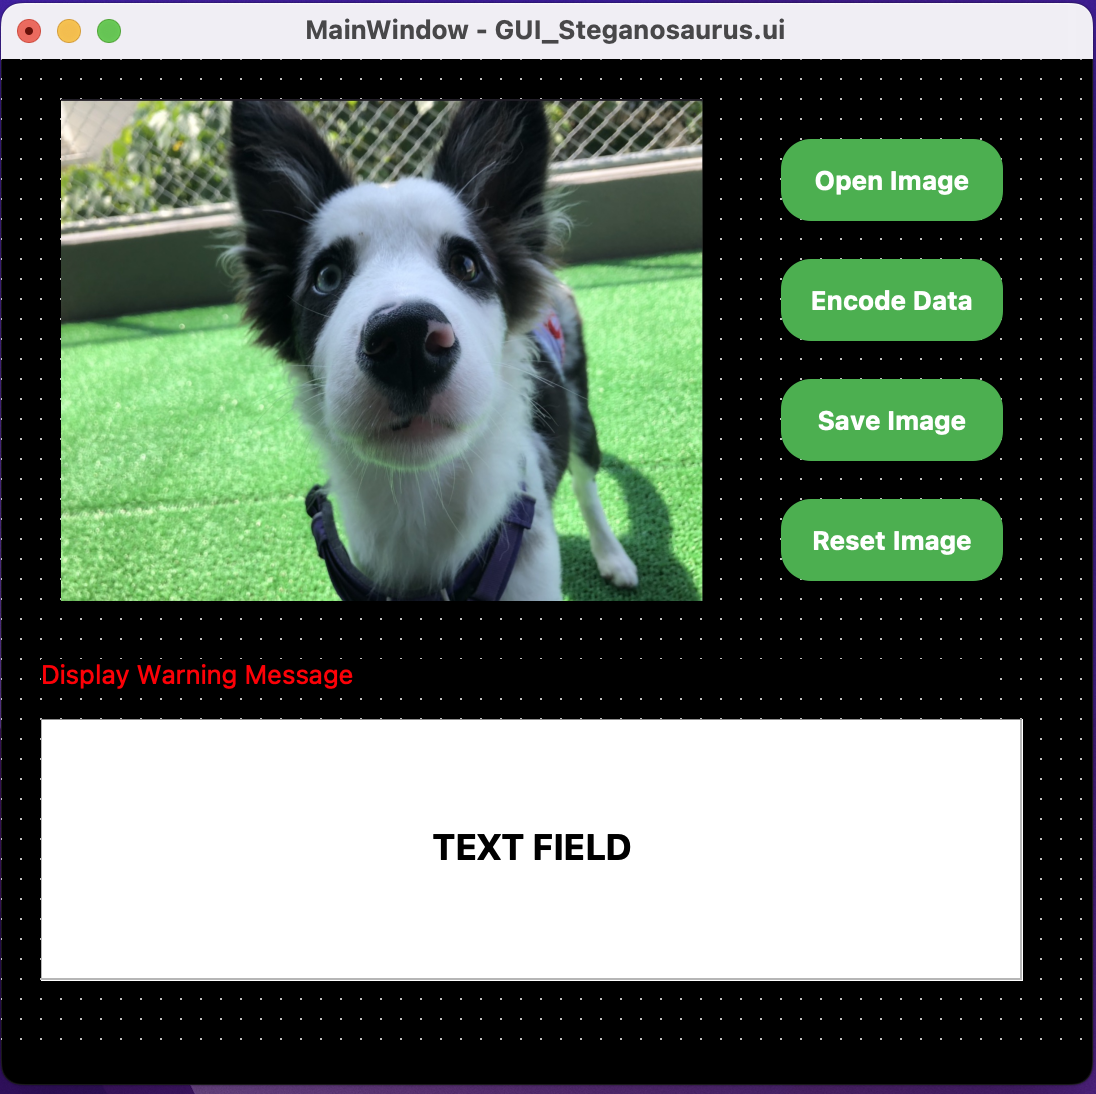 MainWindow - GUI_Steganosaurus.ui
Open Image
Encode Data
Save Image
Reset Image
Display Warning Message
TEXT FIELD